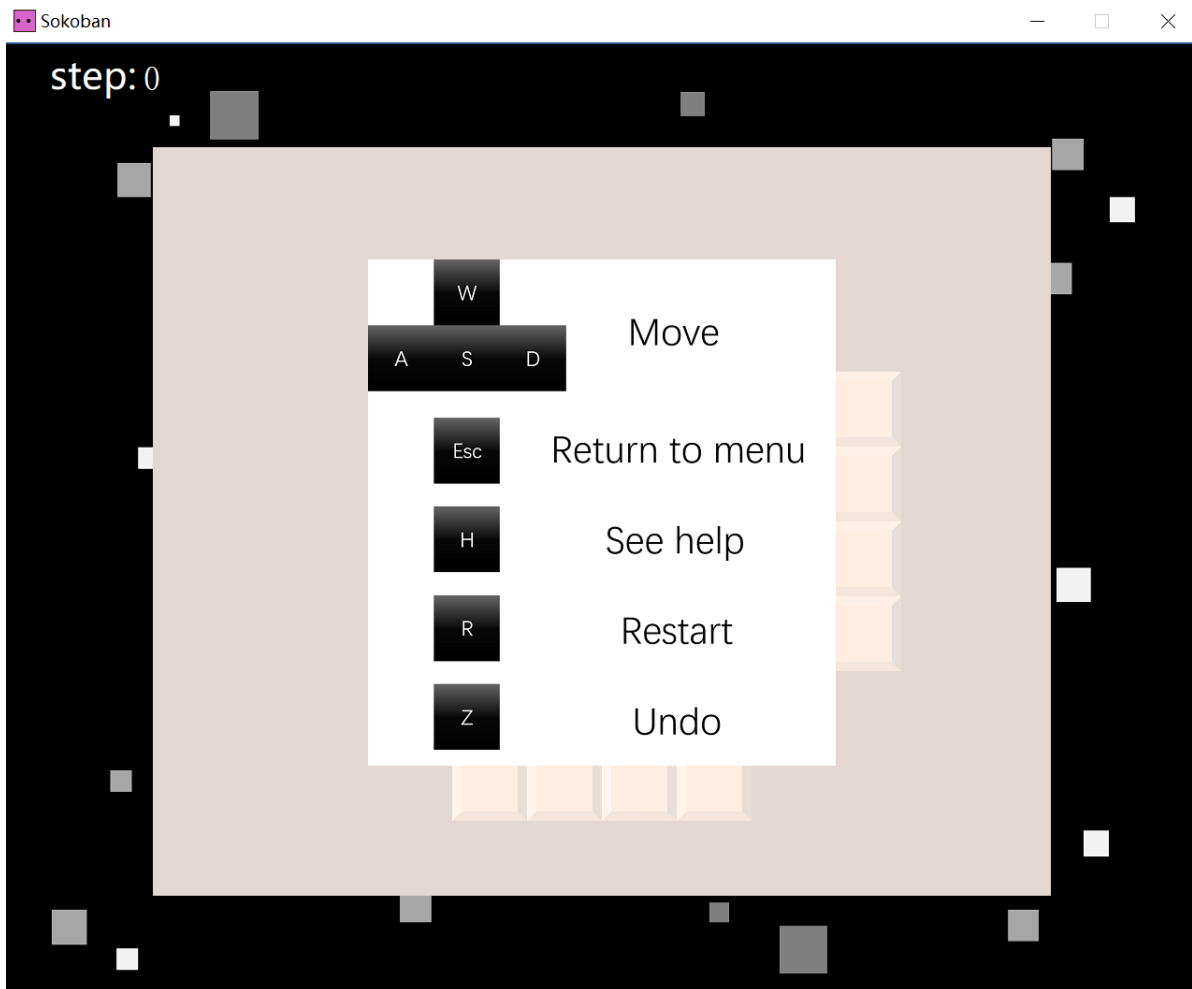 Sokoban
step: 0
W
Move
A S D
Esc
Return to menu
H
See help
R
Restart
Z
Undo